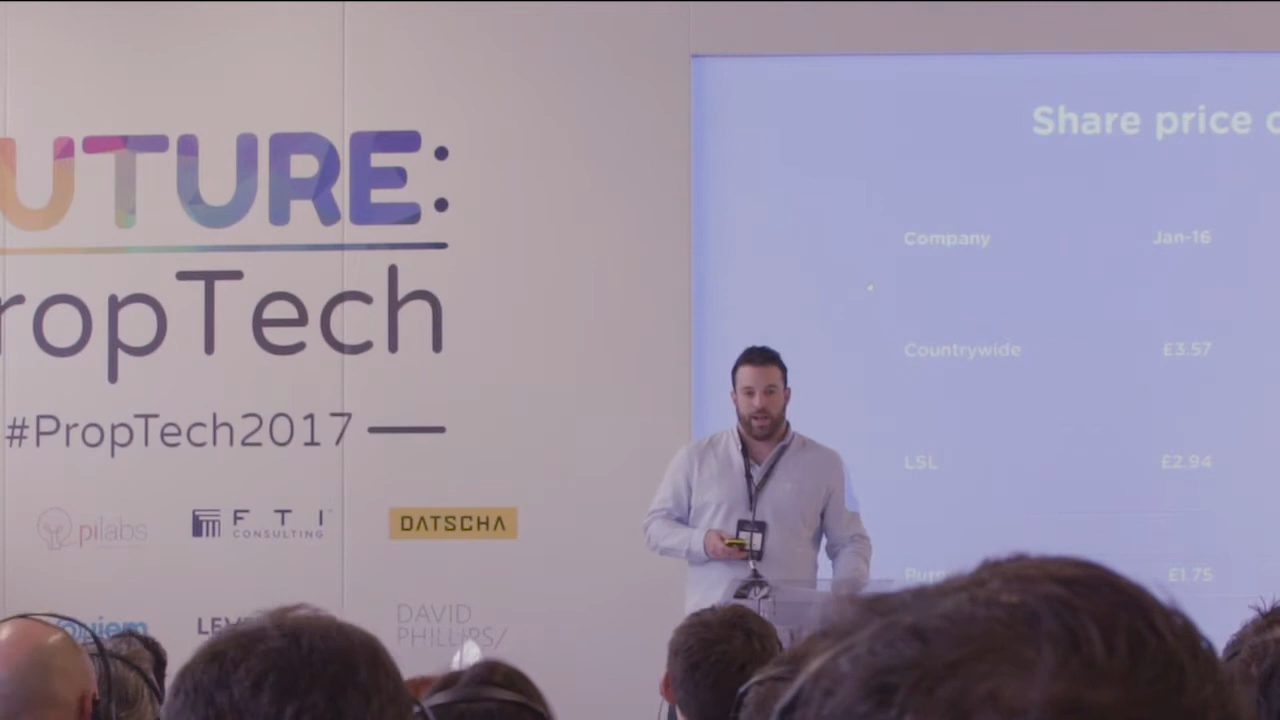 UTURE:
ropTech
#PropTech2017
pilabs
FTI
CONSULTING
DATSCHA
DAVID
PHILLIPS/
Share price
Company Jan-16
Countrywide £3.57
LSL £2.94
£1.75